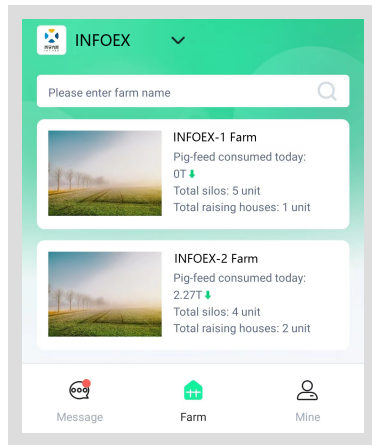 INFOEX
Please enter farm name
INFOEX-1 Farm
Pig-feed consumed today:
0T
Total silos: 5 unit
Total raising houses: 1 unit
INFOEX-2 Farm
Pig-feed consumed today:
2.27T
Total silos: 4 unit
Total raising houses: 2 unit
Message
Farm
Mine